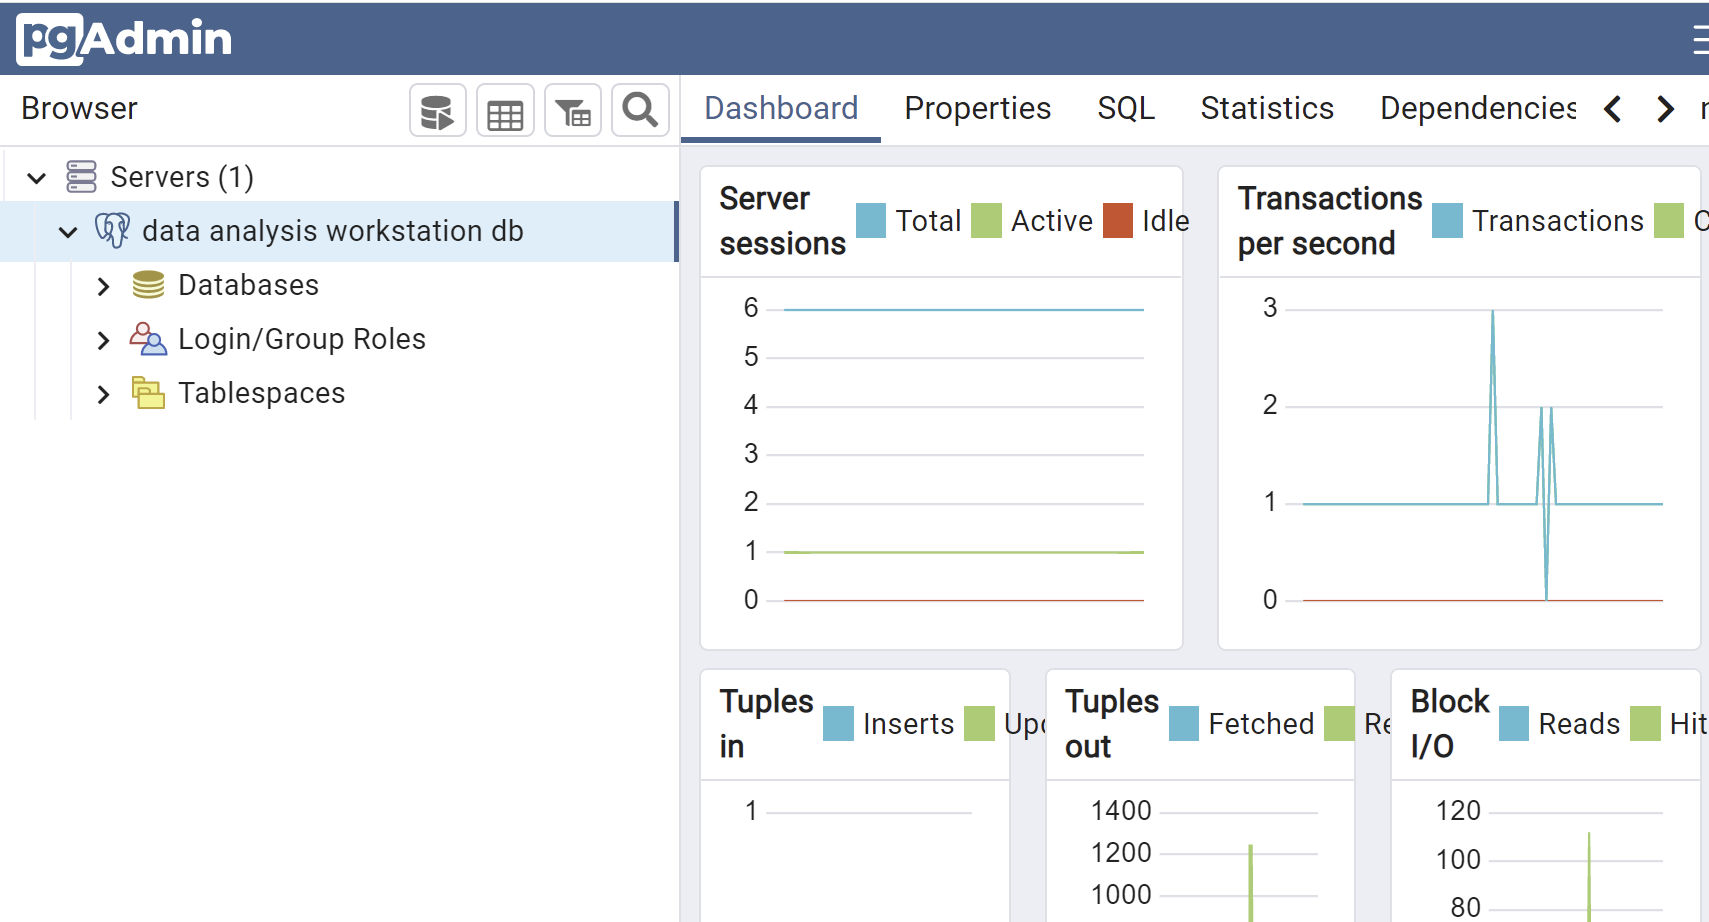 pgAdmin
Browser
Dashboard Properties SQL Statistics Dependencies
Servers (1)
data analysis workstation db
Databases
Login/Group Roles
Tablespaces
Server sessions
Total Active Idle
6
5
4
3
2
1
0
Transactions per second
Transactions
3
2
1
0
Tuples in
Inserts
1
Tuples out
Fetched
1400
1200
1000
Block I/O
Reads Hit
120
100
80